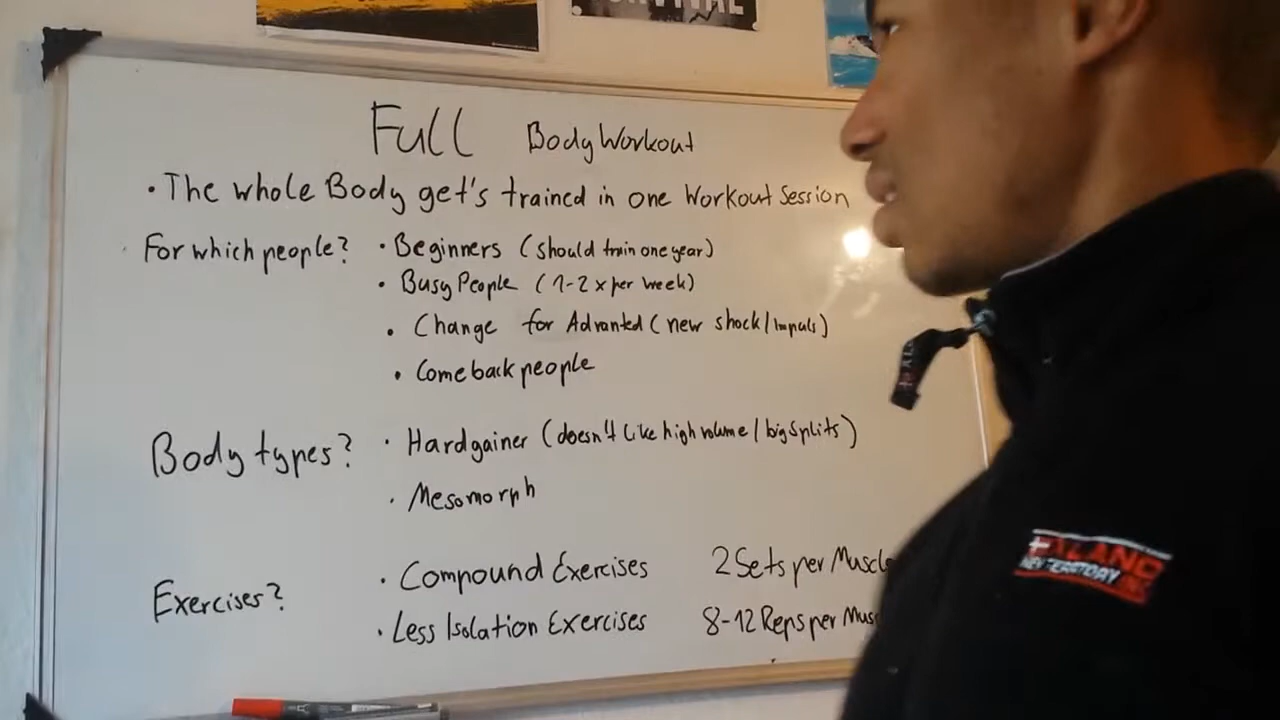 SURVIVAL
Full Body Workout
• The whole Body get's trained in one Workout Session
For which people? • Beginners (should train one year)
• Busy People (1-2 x per week)
• Change for Advanted (new shock/Impuls)
• Comeback people
Body types? • Hardgainer (doesn't like high volume / big Splits)
• Mesomorph
Exercises? • Compound Exercises 2 Sets per Muscle
• Less Isolation Exercises 8-12 Reps per Musc